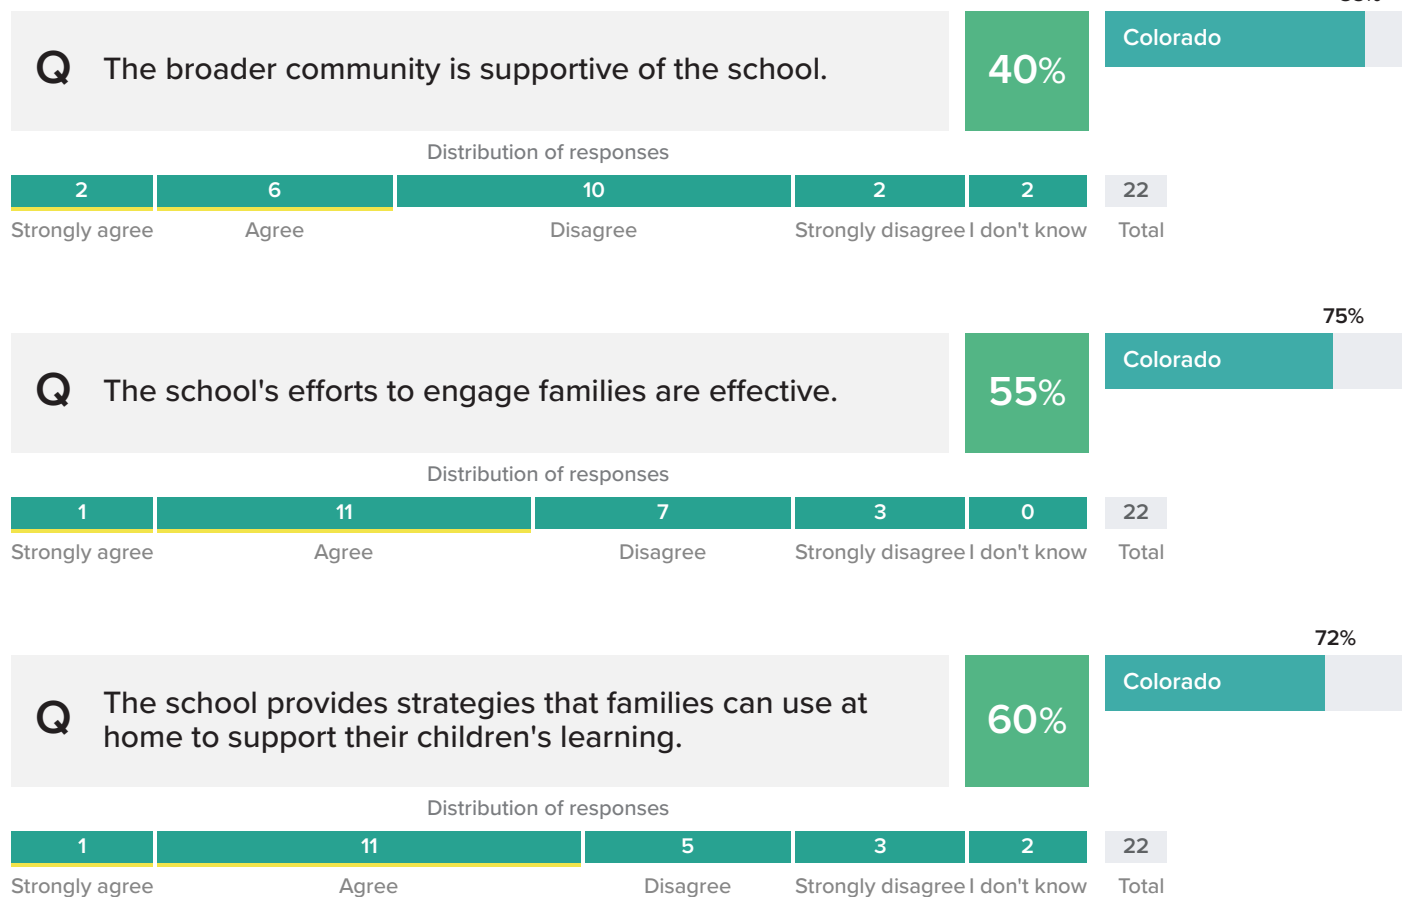 Q The broader community is supportive of the school. 40% Colorado
Distribution of responses
2 6 10 2 2 22
Strongly agree Agree Disagree Strongly disagree I don't know Total
75%
Q The school's efforts to engage families are effective. 55% Colorado
Distribution of responses
1 11 7 3 0 22
Strongly agree Agree Disagree Strongly disagree I don't know Total
72%
Q The school provides strategies that families can use at
home to support their children's learning. 60% Colorado
Distribution of responses
1 11 5 3 2 22
Strongly agree Agree Disagree Strongly disagree I don't know Total